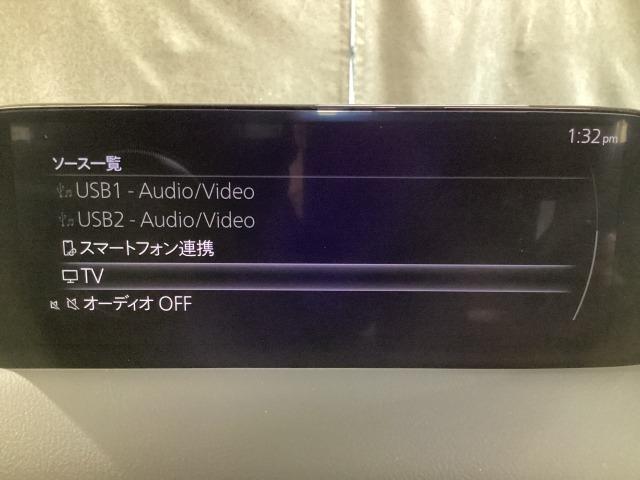 1:32pm
ソース一覧
USB1 - Audio/Video
USB2 - Audio/Video
スマートフォン連携
TV
オーディオ OFF